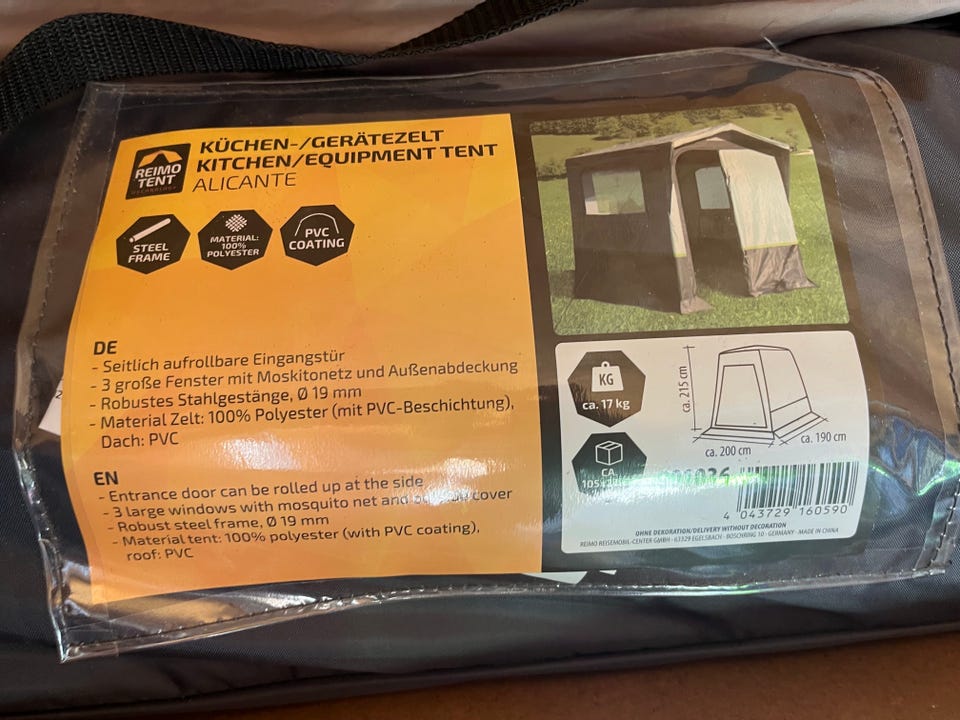 KÜCHEN-/GERÄTEZELT
KITCHEN/EQUIPMENT TENT
ALICANTE
REIMO
TENT
TECHNOLOGY
STEEL
FRAME
MATERIAL:
100%
POLYESTER
PVC
COATING
DE
- Seitlich aufrollbare Eingangstür
- 3 große Fenster mit Moskitonetz und Außenabdeckung
- Robustes Stahlgestänge, Ø 19 mm
- Material Zelt: 100% Polyester (mit PVC-Beschichtung),
Dach: PVC
EN
- Entrance door can be rolled up at the side
- 3 large windows with mosquito net and cover
- Robust steel frame, Ø 19 mm
- Material tent: 100% polyester (with PVC coating),
roof: PVC
KG
ca. 17 kg
ca. 215 cm
ca. 200 cm
ca. 190 cm
CA.
4 043729 160590
OHNE DEKORATION/DELIVERY WITHOUT DECORATION
REIMO REISEMOBIL-CENTER GMBH - 63329 EGELSBACH - BOSCHRING 10 - GERMANY - MADE IN CHINA